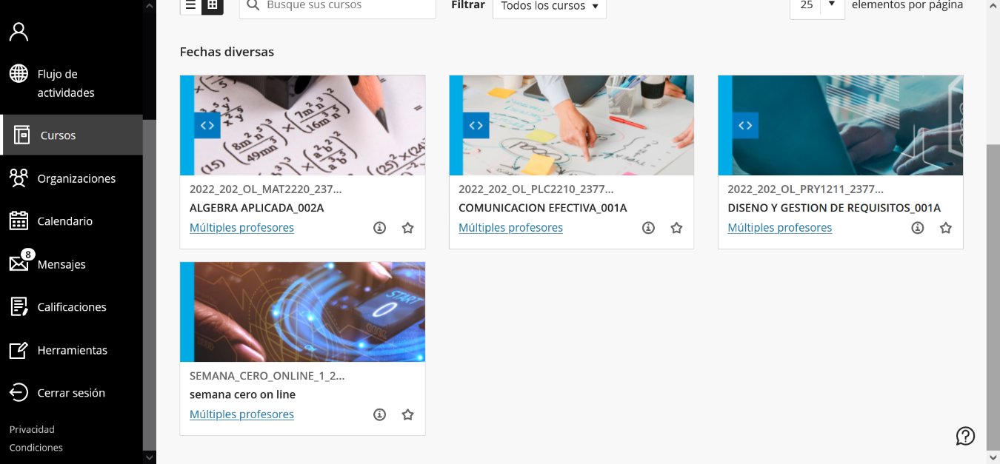 Busque sus cursos
Filtrar
Todos los cursos
25
elementos por página
Flujo de
actividades
Cursos
Organizaciones
Calendario
8
Mensajes
Calificaciones
Herramientas
Cerrar sesión
Privacidad
Condiciones
Fechas diversas
2022_202_OL_MAT2220_237...
ALGEBRA APLICADA_002A
Múltiples profesores
2022_202_OL_PLC2210_2377...
COMUNICACION EFECTIVA_001A
Múltiples profesores
2022_202_OL_PRY1211_2377...
DISENO Y GESTION DE REQUISITOS_001A
Múltiples profesores
START
SEMANA_CERO_ONLINE_1_2...
semana cero on line
Múltiples profesores